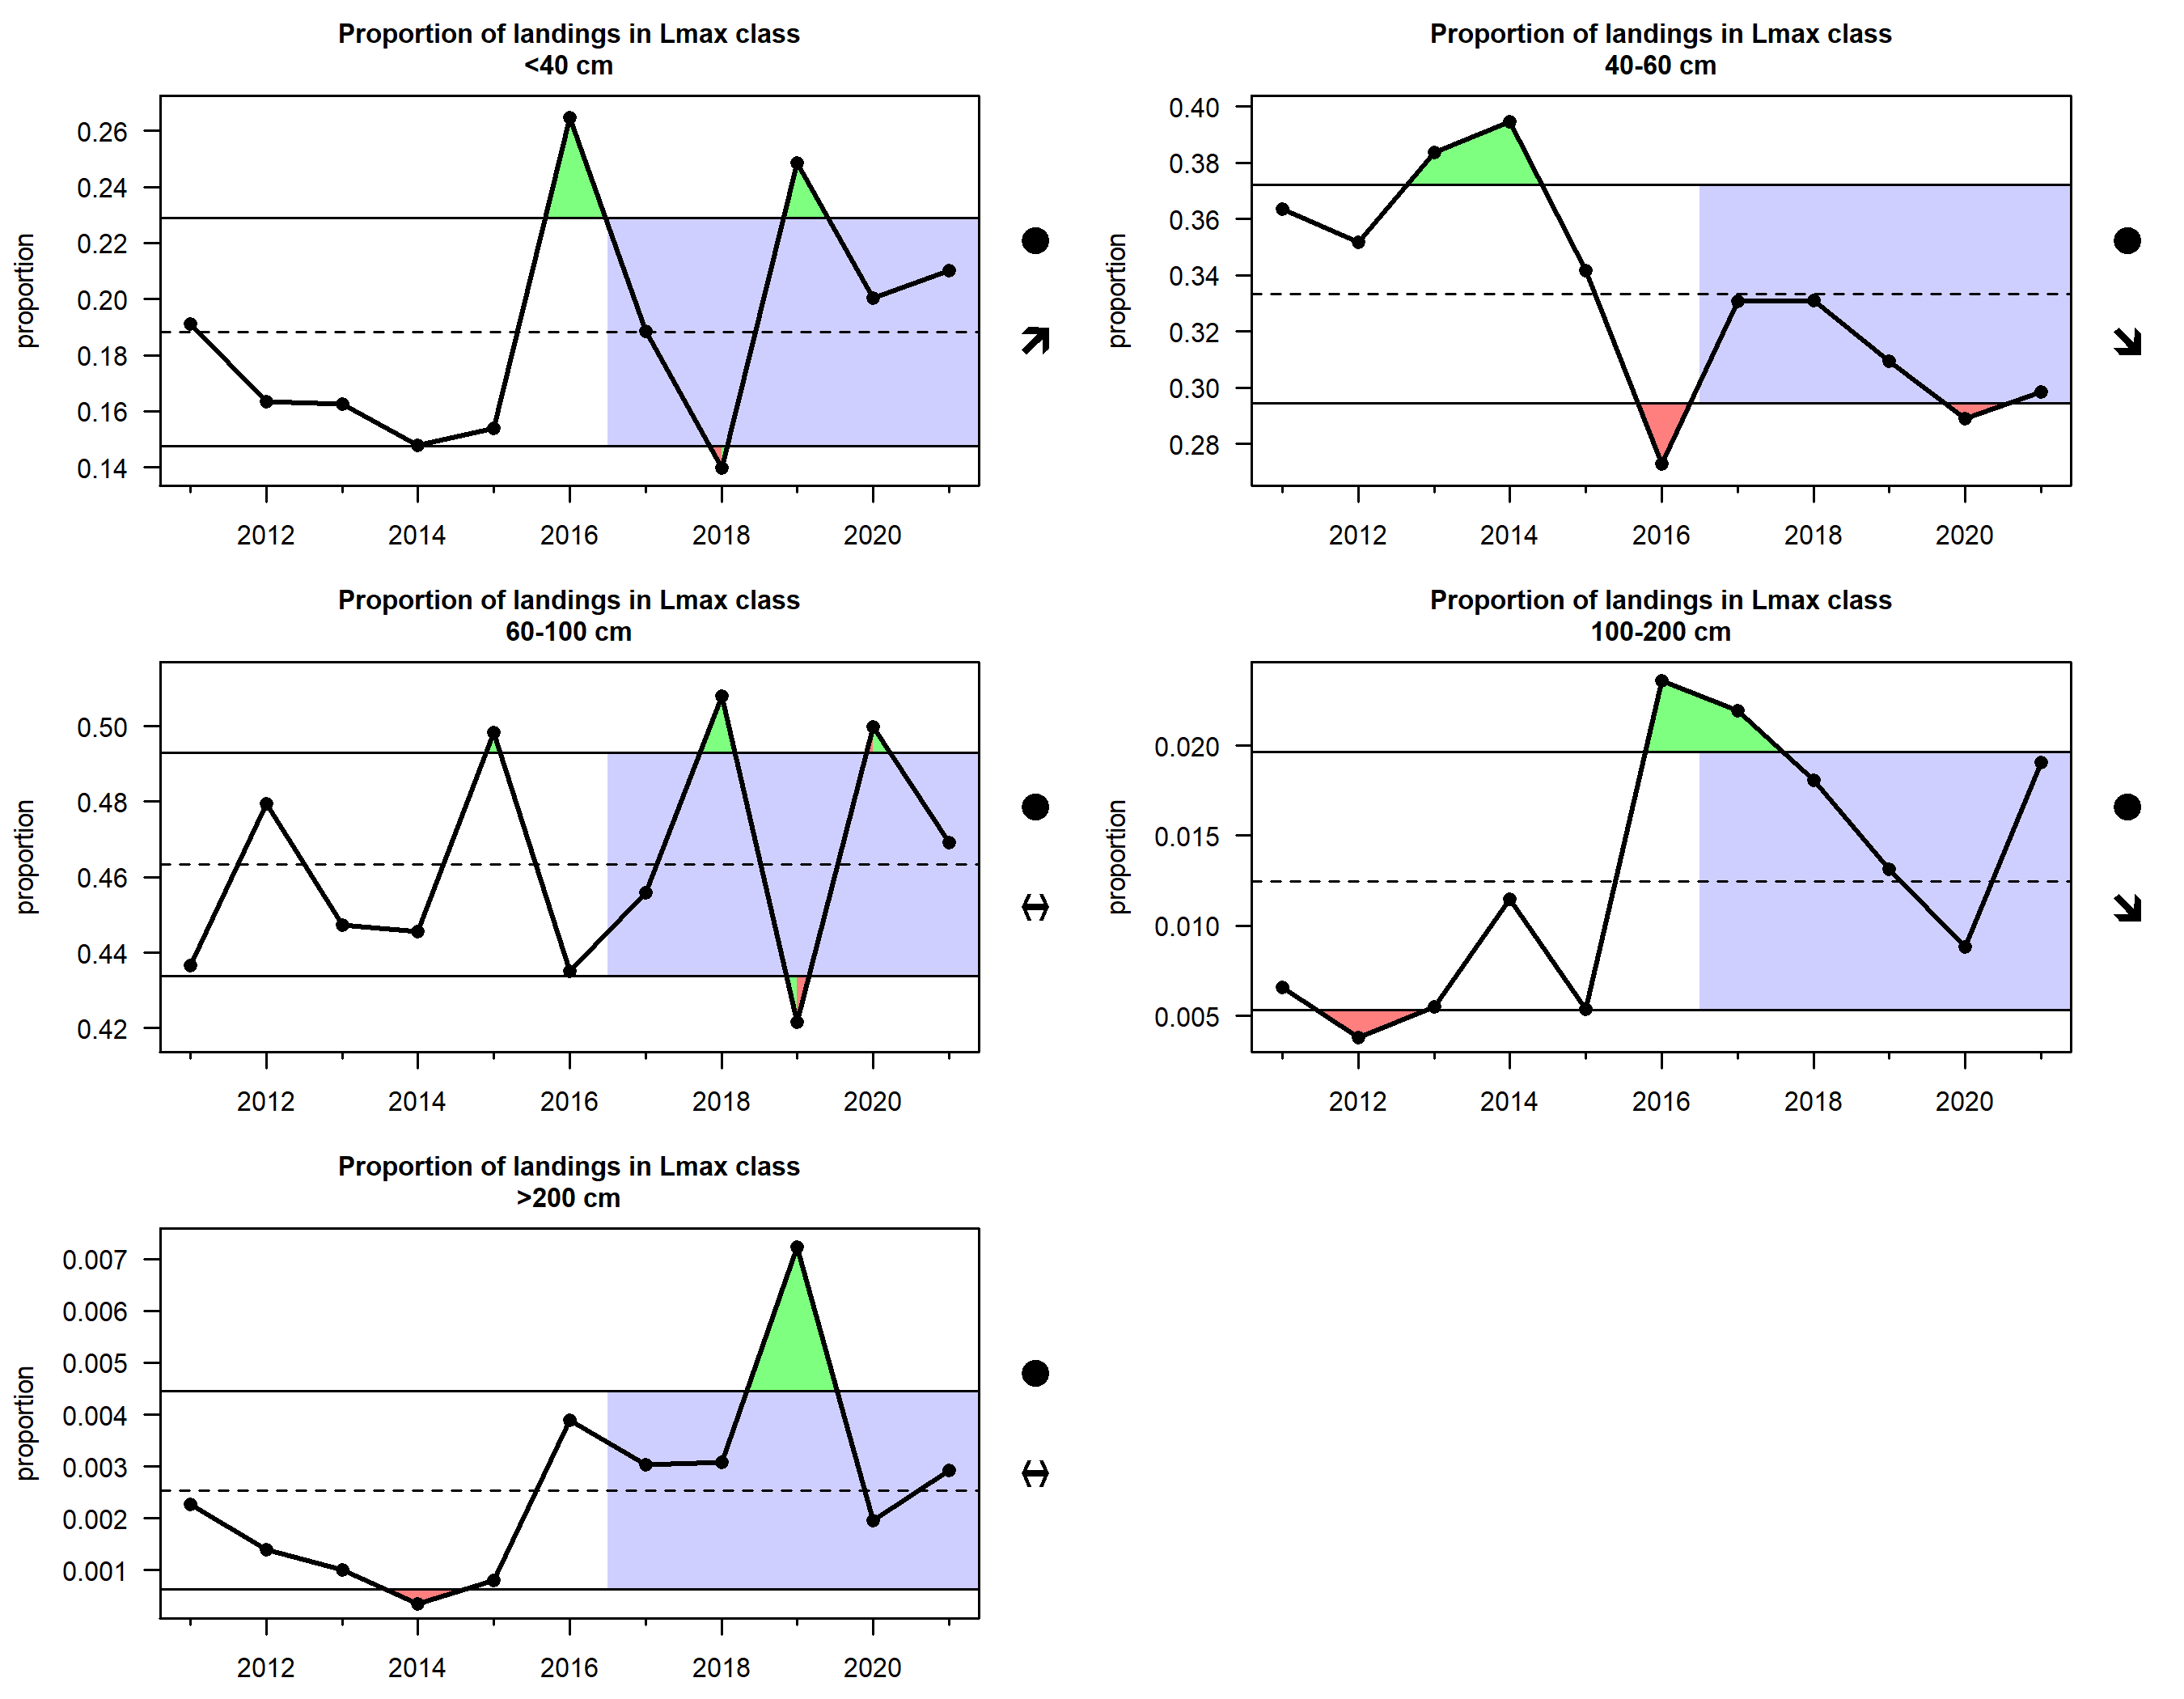 Proportion of landings in Lmax class
<40 cm
proportion
0.26
0.24
0.22
0.20
0.18
0.16
0.14
2012 2014 2016 2018 2020
Proportion of landings in Lmax class
40-60 cm
proportion
0.40
0.38
0.36
0.34
0.32
0.30
0.28
2012 2014 2016 2018 2020
Proportion of landings in Lmax class
60-100 cm
proportion
0.50
0.48
0.46
0.44
0.42
2012 2014 2016 2018 2020
Proportion of landings in Lmax class
100-200 cm
proportion
0.020
0.015
0.010
0.005
2012 2014 2016 2018 2020
Proportion of landings in Lmax class
>200 cm
proportion
0.007
0.006
0.005
0.004
0.003
0.002
0.001
2012 2014 2016 2018 2020